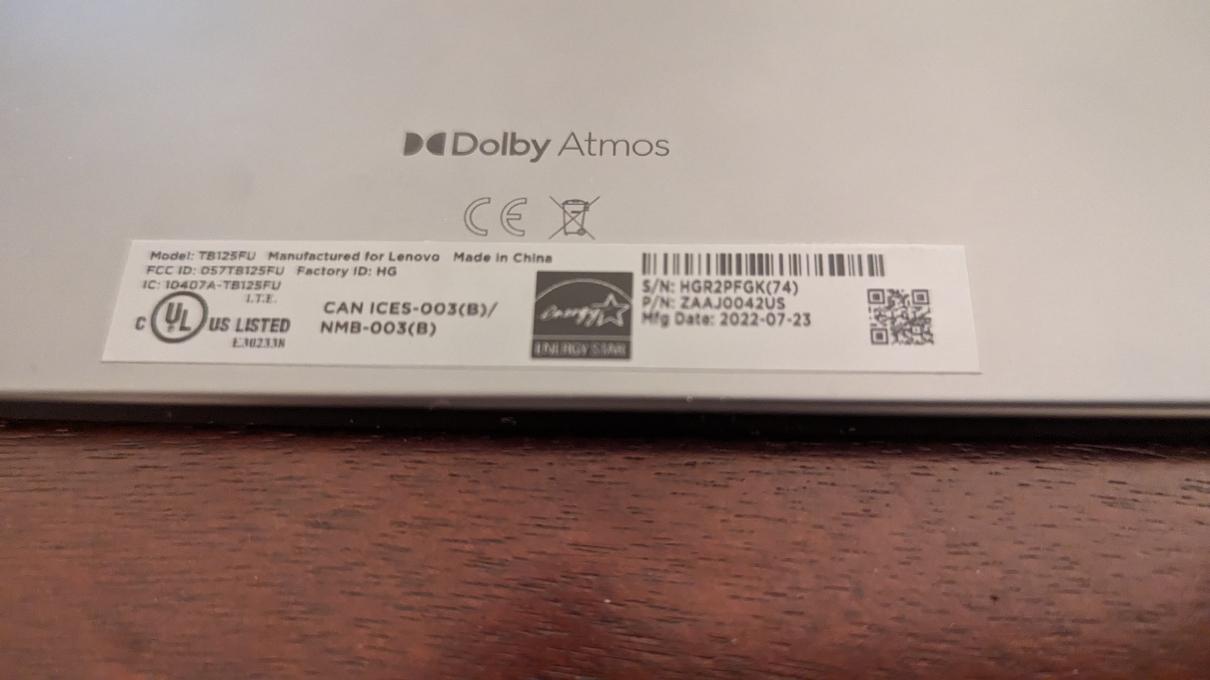 Dolby Atmos
CE
Model: TB125FU Manufactured for Lenovo Made in China
FCC ID: O57TB125FU Factory ID: HG
IC: 10407A-TB125FU
I.T.E.
C UL US LISTED
E302338
CAN ICES-003(B)/
NMB-003(B)
energy
ENERGY STAR
S/N: HGR2PFGK(74)
P/N: ZAAJ0042US
Mfg Date: 2022-07-23